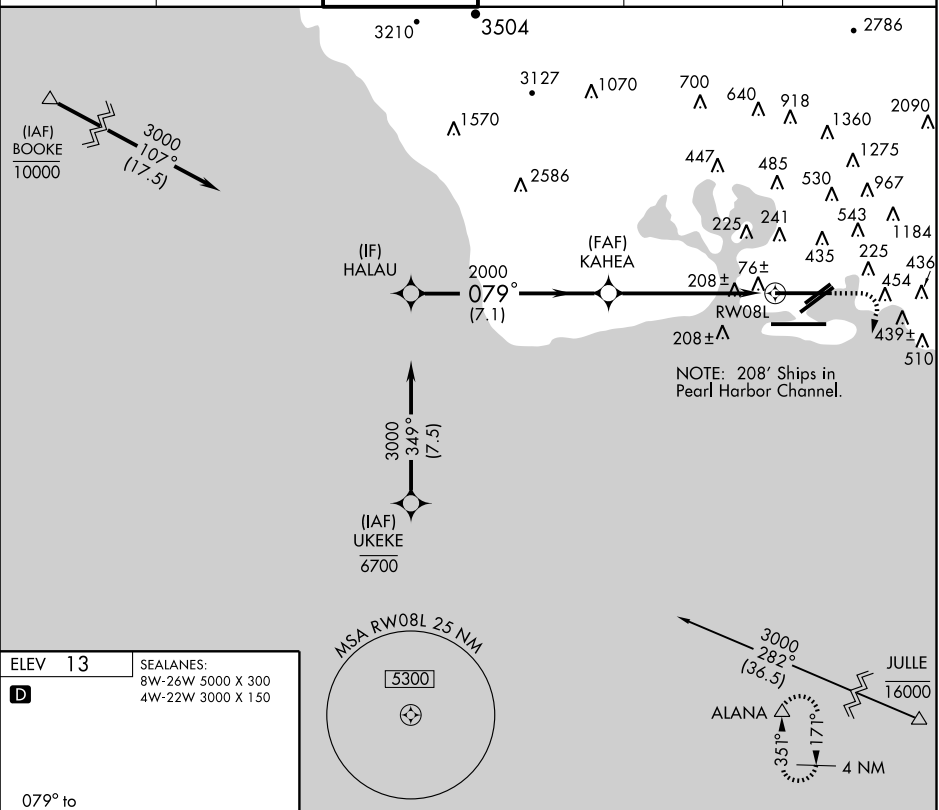 3210
3504
2786
3127
1070
700
640
918
2090
1570
1360
(IAF)
BOOKE
10000
3000
107°
(17.5)
447
485
1275
2586
530
967
225
241
543
1184
435
(IF)
HALAU
(FAF)
KAHEA
225
436
2000
079°
(7.1)
208±
76±
454
RW08L
208±
439±
510
NOTE: 208' Ships in
Pearl Harbor Channel.
3000
349°
(7.5)
(IAF)
UKEKE
6700
MSA RW08L 25 NM
5300
3000
282°
(36.5)
JULLE
16000
ALANA
351°
171°
4 NM
ELEV 13
D
SEALANES:
8W-26W 5000 X 300
4W-22W 3000 X 150
079° to